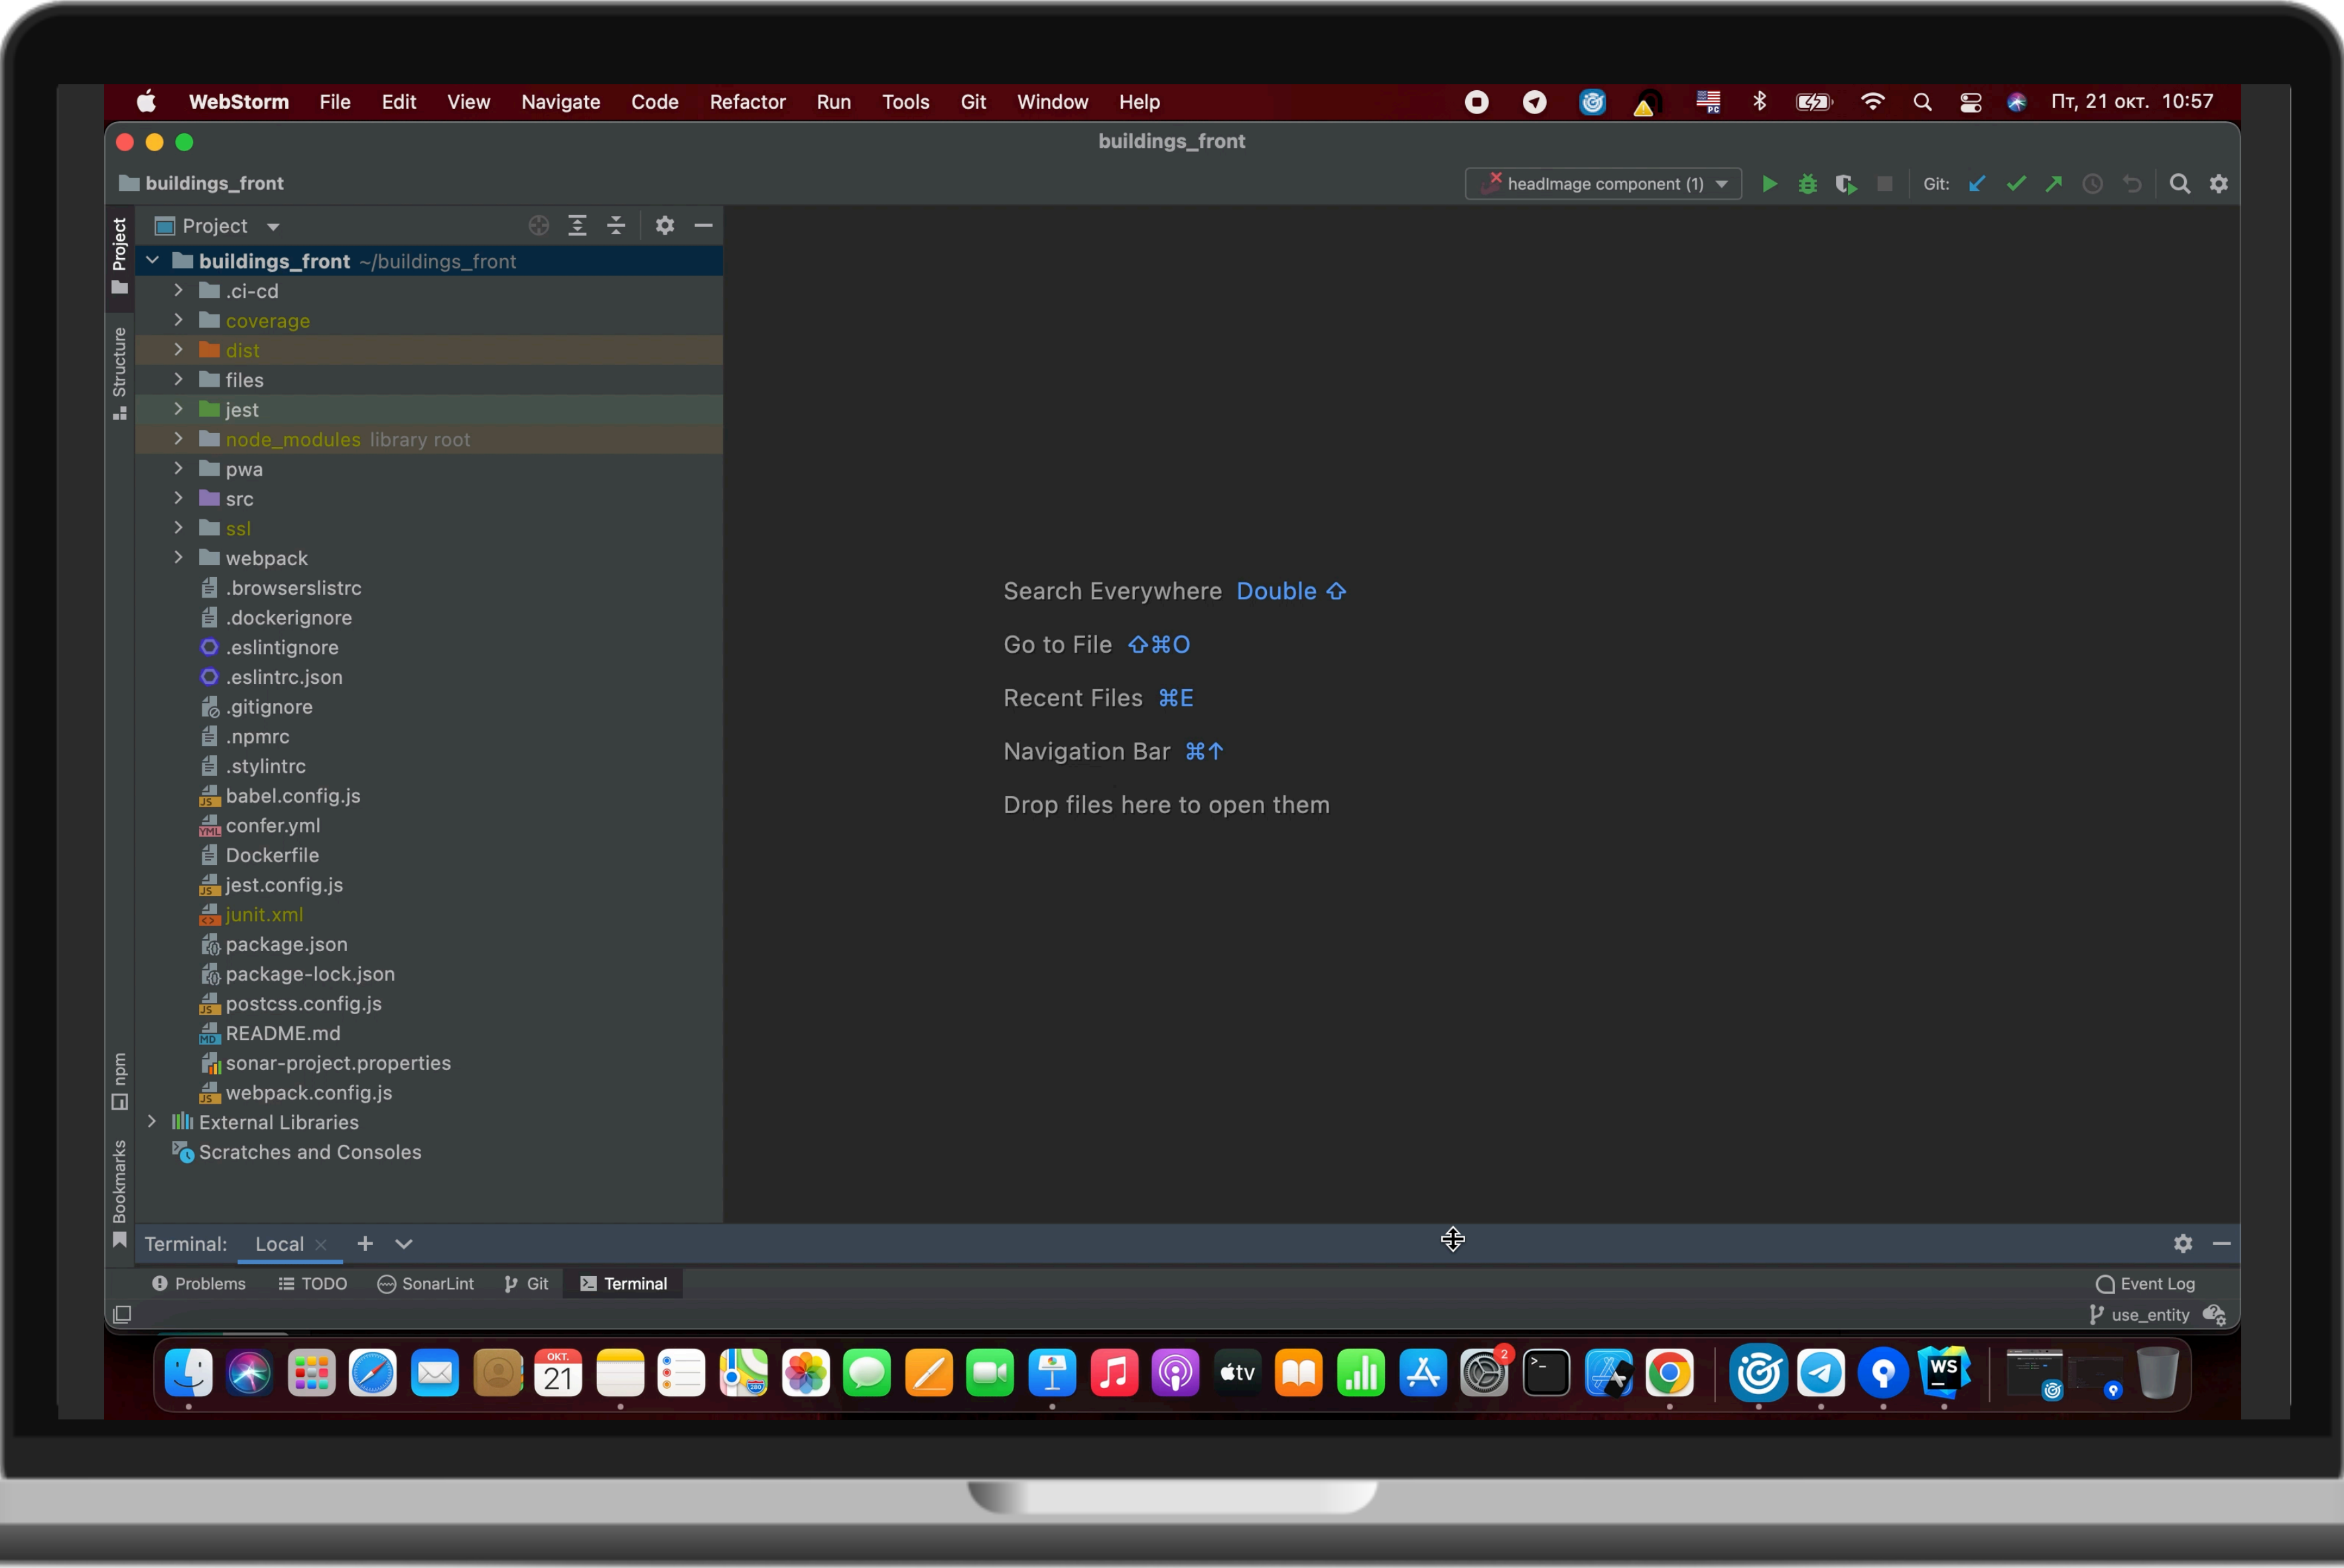 WebStorm File Edit View Navigate Code Refactor Run Tools Git Window Help Пт, 21 окт. 10:57
buildings_front
buildings_front
headImage component (1)
Git:
Project
Project
buildings_front ~/buildings_front
.ci-cd
coverage
dist
Structure
files
jest
node_modules library root
pwa
src
ssl
webpack
.browserslistrc
.dockerignore
.eslintignore
.eslintrc.json
.gitignore
.npmrc
.stylintrc
babel.config.js
confer.yml
Dockerfile
jest.config.js
junit.xml
package.json
package-lock.json
postcss.config.js
README.md
sonar-project.properties
webpack.config.js
External Libraries
Scratches and Consoles
npm
Bookmarks
Search Everywhere Double ⇧
Go to File ⇧⌘O
Recent Files ⌘E
Navigation Bar ⌘↑
Drop files here to open them
Terminal: Local
Problems TODO SonarLint Git Terminal Event Log
use_entity
ОКТ.
21
tv
2
WS